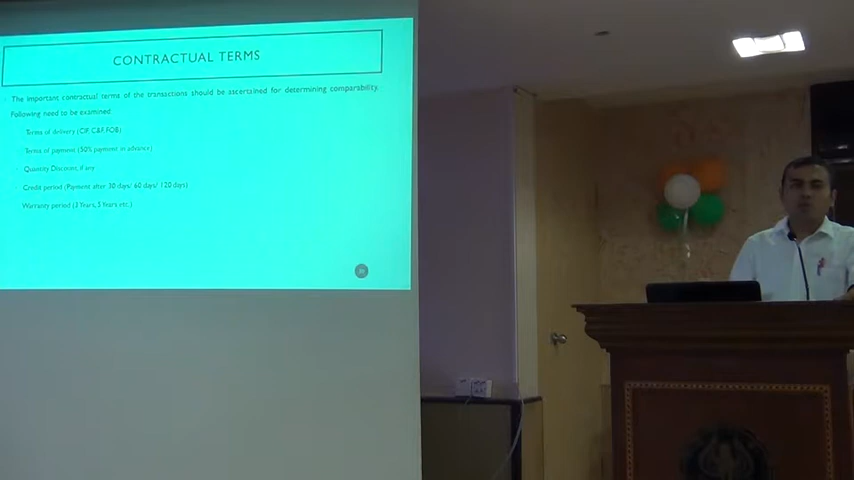 CONTRACTUAL TERMS
The important contractual terms of the transactions should be ascertained for determining comparability.
Following need to be examined:
Terms of delivery (CIF, C&F, FOB)
Terms of payment (50% payment in advance)
Quantity Discount, if any
Credit period (Payment after 30 days/ 60 days/ 120 days)
Warranty period (2 Years, 5 Years etc.)